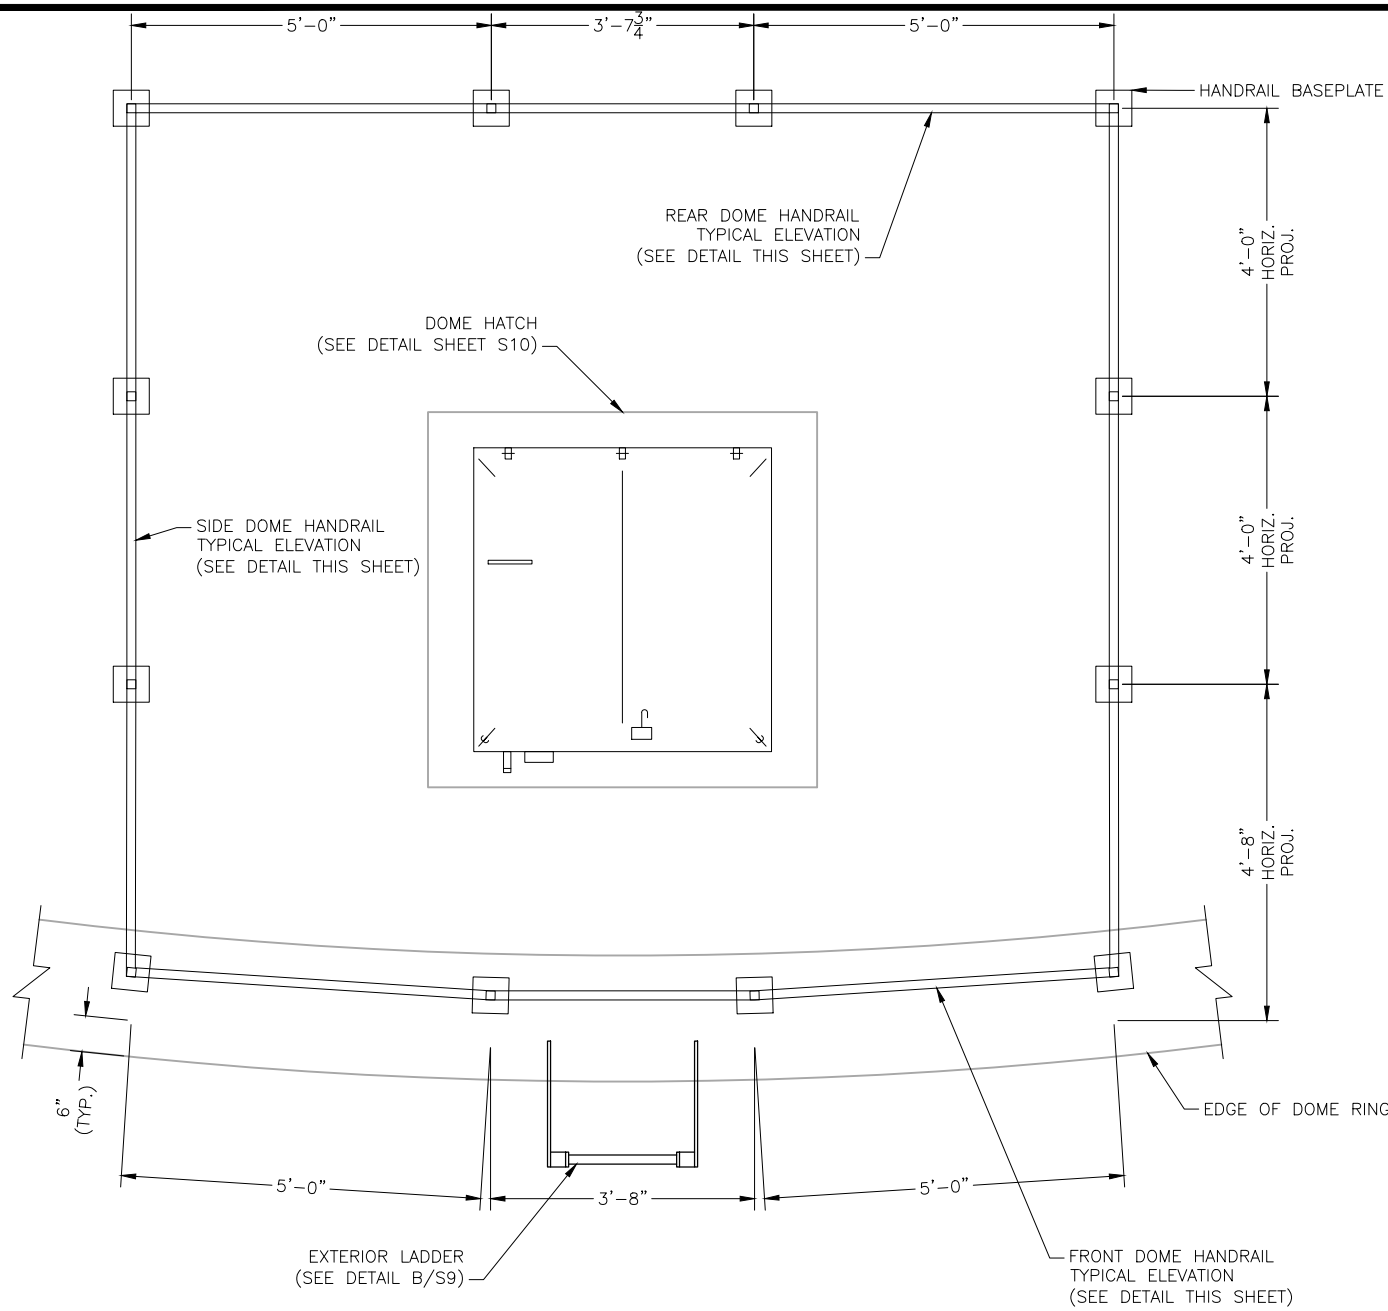 5'-0"
3'-7 3/4"
5'-0"
HANDRAIL BASEPLATE
REAR DOME HANDRAIL
TYPICAL ELEVATION
(SEE DETAIL THIS SHEET)
4'-0"
HORIZ.
PROJ.
DOME HATCH
(SEE DETAIL SHEET S10)
SIDE DOME HANDRAIL
TYPICAL ELEVATION
(SEE DETAIL THIS SHEET)
4'-0"
HORIZ.
PROJ.
4'-8"
HORIZ.
PROJ.
6"
(TYP.)
EDGE OF DOME RING
5'-0"
3'-8"
5'-0"
EXTERIOR LADDER
(SEE DETAIL B/S9)
FRONT DOME HANDRAIL
TYPICAL ELEVATION
(SEE DETAIL THIS SHEET)